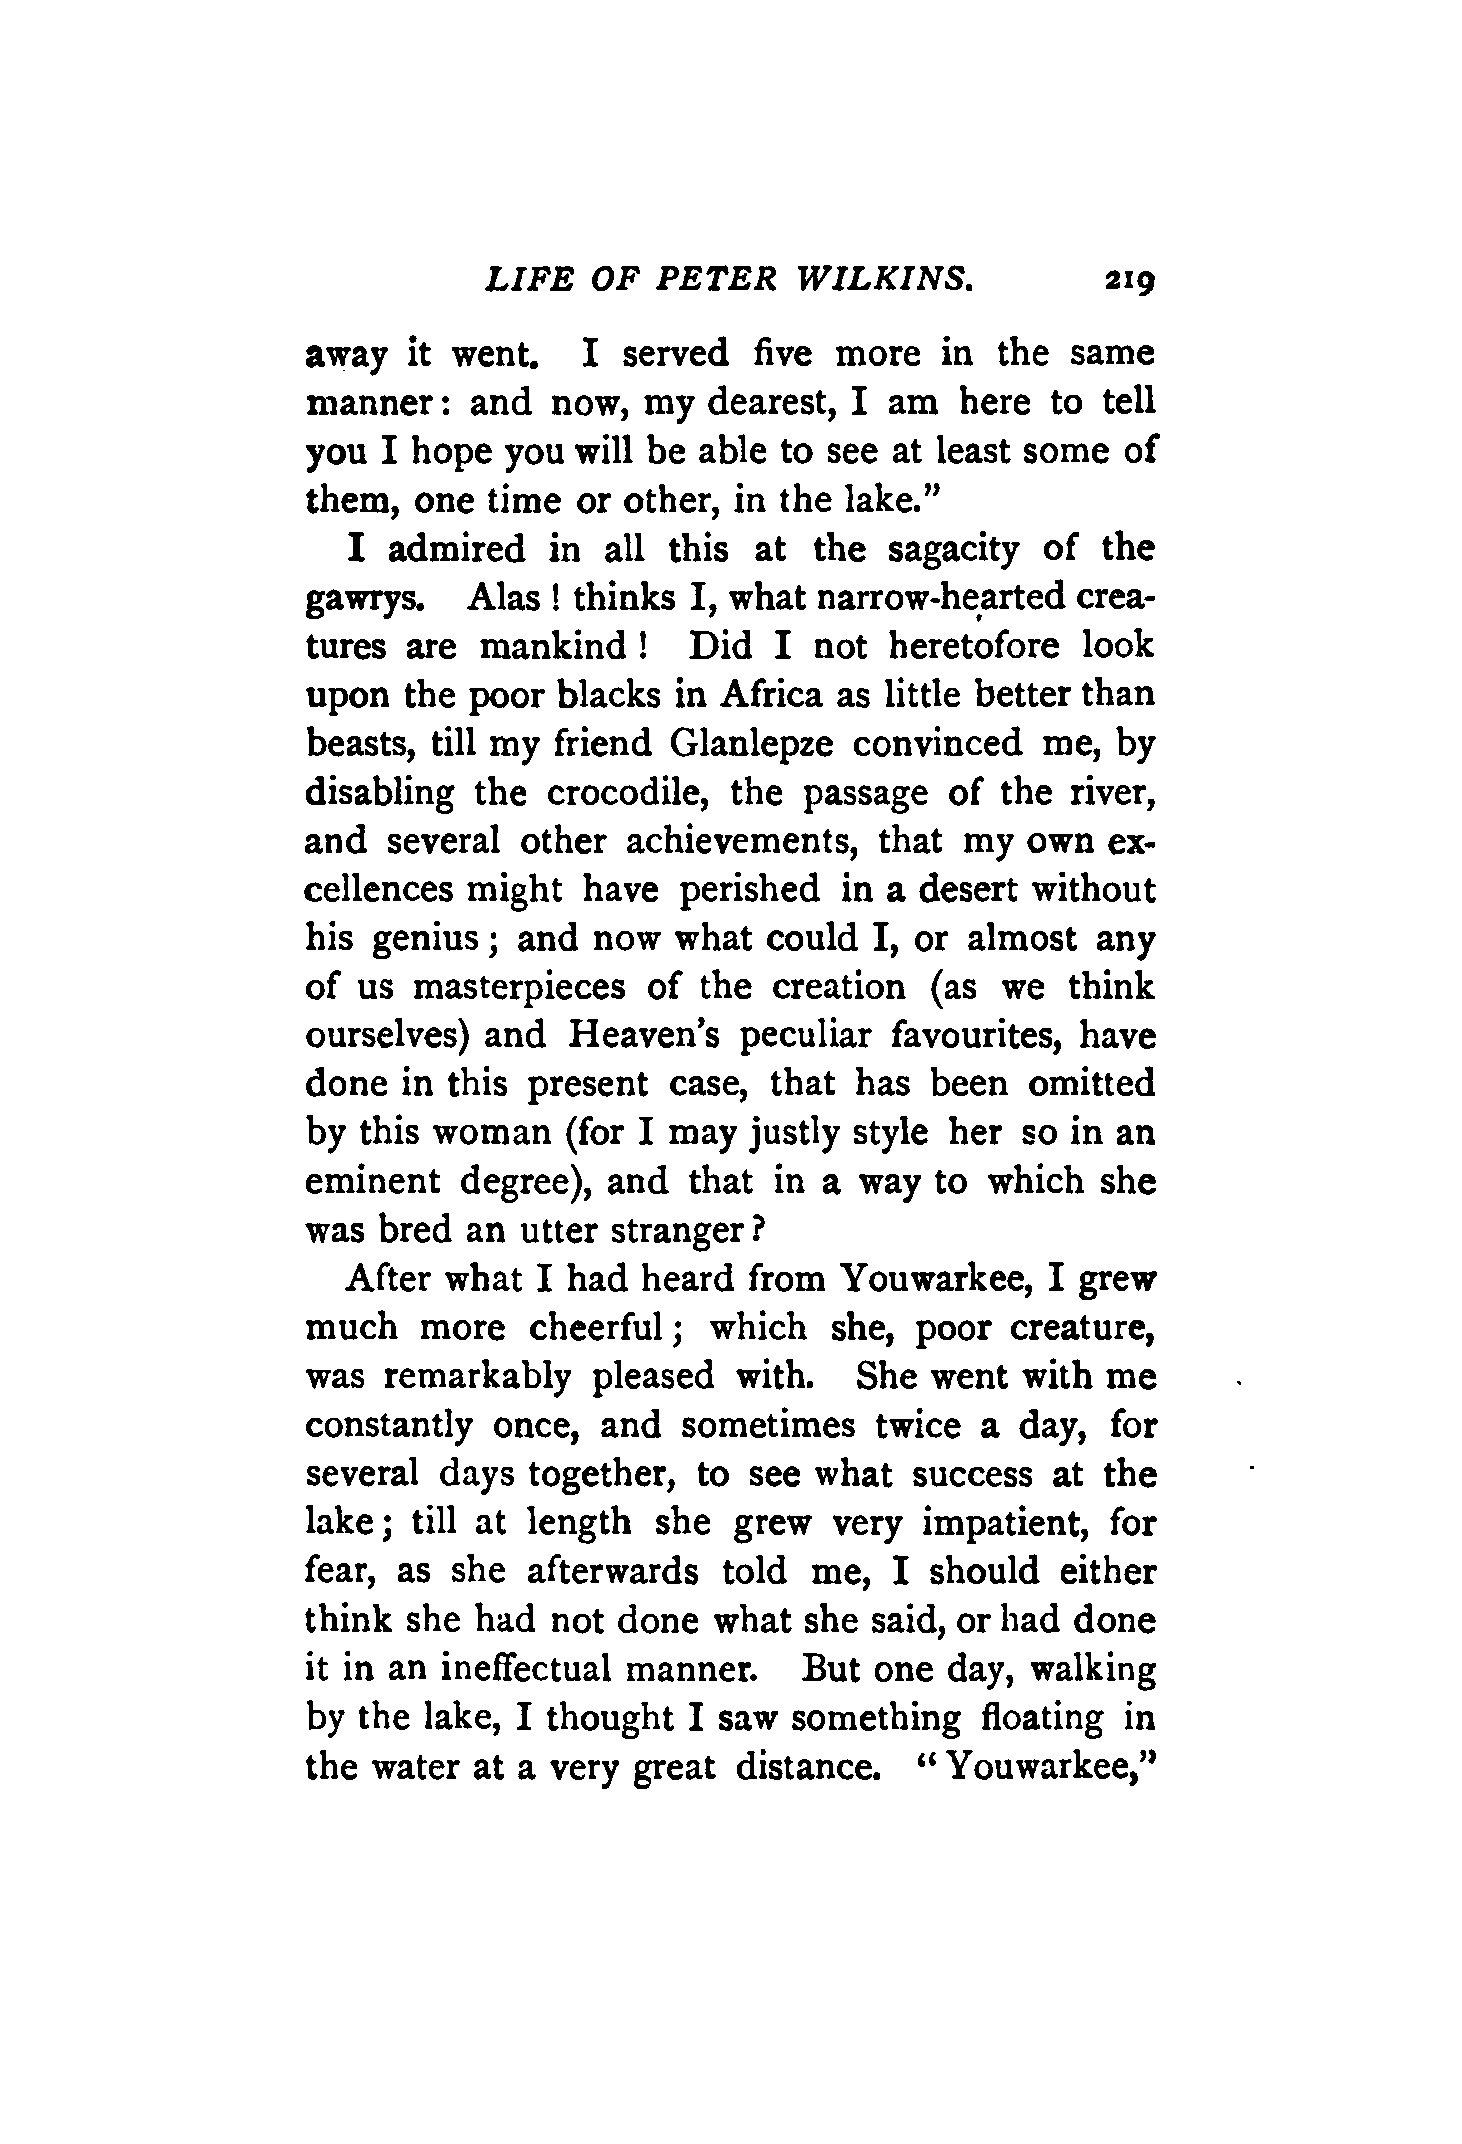 LIFE OF PETER WILKINS. 219
away it went. I served five more in the same
manner: and now, my dearest, I am here to tell
you I hope you will be able to see at least some of
them, one time or other, in the lake.”
I admired in all this at the sagacity of the
gawrys. Alas ! thinks I, what narrow-hearted crea-
tures are mankind ! Did I not heretofore look
upon the poor blacks in Africa as little better than
beasts, till my friend Glanlepze convinced me, by
disabling the crocodile, the passage of the river,
and several other achievements, that my own ex-
cellences might have perished in a desert without
his genius ; and now what could I, or almost any
of us masterpieces of the creation (as we think
ourselves) and Heaven’s peculiar favourites, have
done in this present case, that has been omitted
by this woman (for I may justly style her so in an
eminent degree), and that in a way to which she
was bred an utter stranger ?
After what I had heard from Youwarkee, I grew
much more cheerful ; which she, poor creature,
was remarkably pleased with. She went with me
constantly once, and sometimes twice a day, for
several days together, to see what success at the
lake ; till at length she grew very impatient, for
fear, as she afterwards told me, I should either
think she had not done what she said, or had done
it in an ineffectual manner. But one day, walking
by the lake, I thought I saw something floating in
the water at a very great distance. “ Youwarkee,”